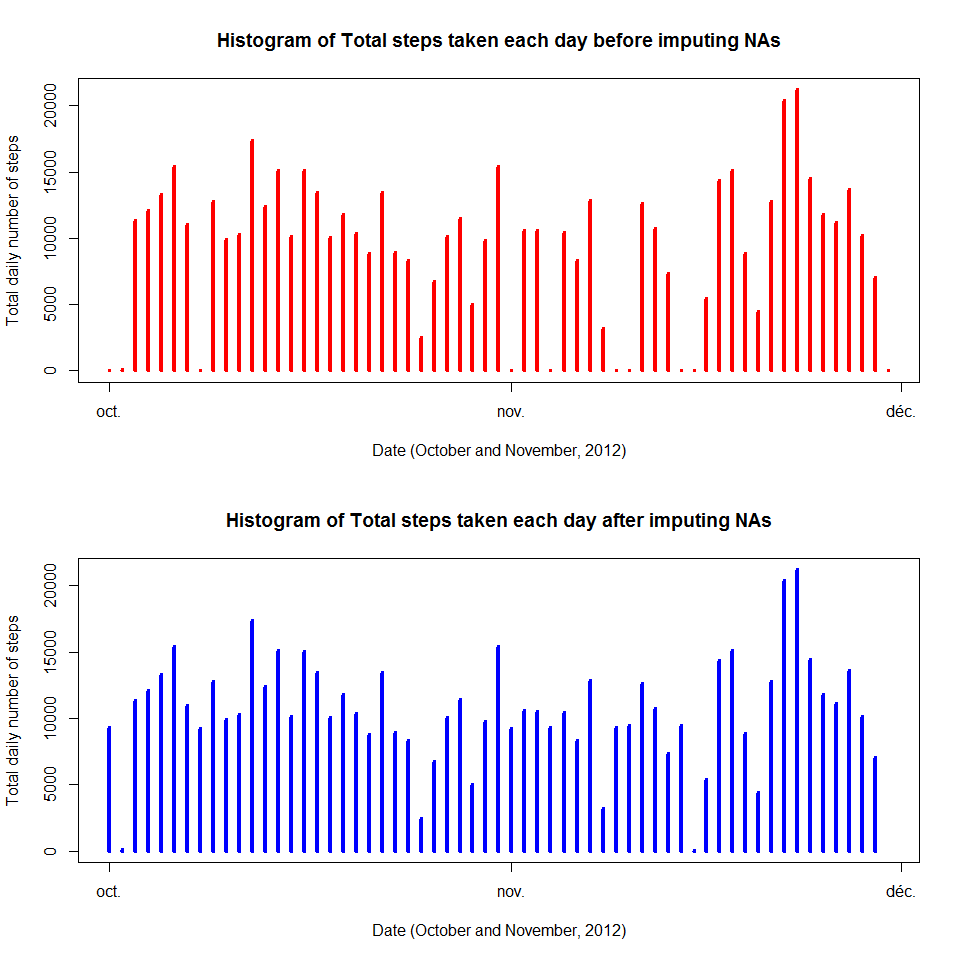 Histogram of Total steps taken each day before imputing NAs
Total daily number of steps
20000
15000
10000
5000
0
oct.
nov.
déc.
Date (October and November, 2012)
Histogram of Total steps taken each day after imputing NAs
Total daily number of steps
20000
15000
10000
5000
0
oct.
nov.
déc.
Date (October and November, 2012)